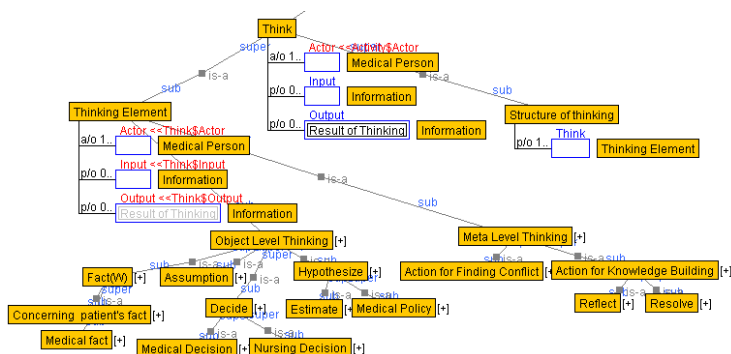 Think
super
super
Actor <<Activity$Actor
a/o 1..
Medical Person
is-a
is-a
Input
sub
sub
p/o 0..
Information
Thinking Element
Output
Structure of thinking
p/o 0..
Result of Thinking
Information
Actor <<Think$Actor
Think
a/o 1..
Medical Person
p/o 1..
Thinking Element
Input <<Think$Input
p/o 0..
Information
is-a
Output <<Think$Output
sub
p/o 0..
Result of Thinking
Information
Object Level Thinking [+]
Meta Level Thinking [+]
Fact(W) [+]
Assumption [+]
Hypothesize [+]
Action for Finding Conflict [+
Action for Knowledge Building [+]
Concerning patient's fact [+]
Decide [+]
Estimate [+]
Medical Policy [+]
Reflect [+]
Resolve [+]
Medical fact [+]
Medical Decision [+]
Nursing Decision [+]